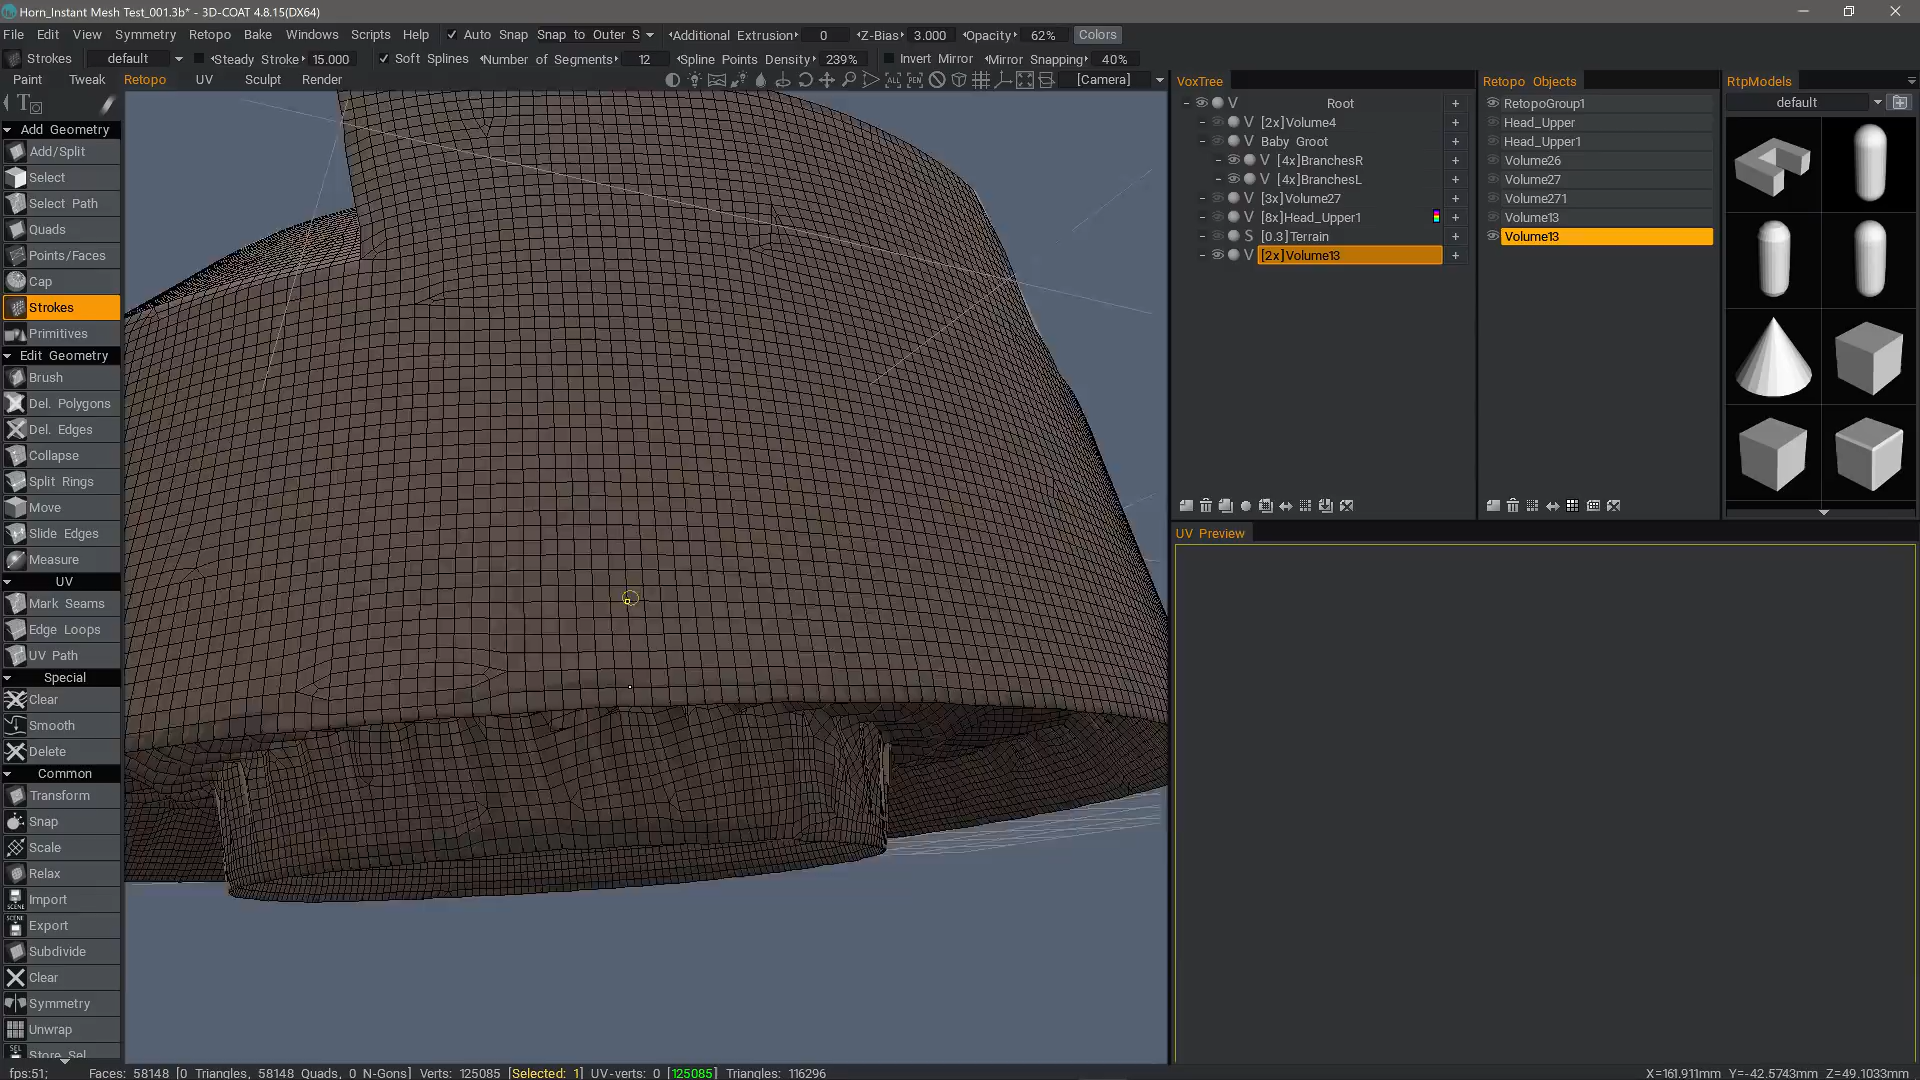 Horn_Instant Mesh Test_001.3b* - 3D-COAT 4.8.15(DX64)
File Edit View Symmetry Retopo Bake Windows Scripts Help Auto Snap Snap to Outer S Additional Extrusion 0 Z-Bias 3.000 Opacity 62% Colors
Strokes default Steady Stroke 15.000 Soft Splines Number of Segments 12 Spline Points Density 239% Invert Mirror Mirror Snapping 40%
Paint Tweak Retopo UV Sculpt Render ALL PEN [Camera]
Add Geometry
Add/Split
Select
Select Path
Quads
Points/Faces
Cap
Strokes
Primitives
Edit Geometry
Brush
Del. Polygons
Del. Edges
Collapse
Split Rings
Move
Slide Edges
Measure
UV
Mark Seams
Edge Loops
UV Path
Special
Clear
Smooth
Delete
Common
Transform
Snap
Scale
Relax
Import
Export
Subdivide
Clear
Symmetry
Unwrap
Store Sel
VoxTree
V Root +
V [2x]Volume4 +
V Baby Groot +
V [4x]BranchesR +
V [4x]BranchesL +
V [3x]Volume27 +
V [8x]Head_Upper1 +
S [0.3]Terrain +
V [2x]Volume13 +
Retopo Objects
RetopoGroup1
Head_Upper
Head_Upper1
Volume26
Volume27
Volume271
Volume13
Volume13
RtpModels
default
UV Preview
fps:51; Faces: 58148 [0 Triangles, 58148 Quads, 0 N-Gons] Verts: 125085 [Selected: 1] UV-verts: 0 [125085] Triangles: 116296 X=161.911mm Y=-42.5743mm Z=49.1033mm